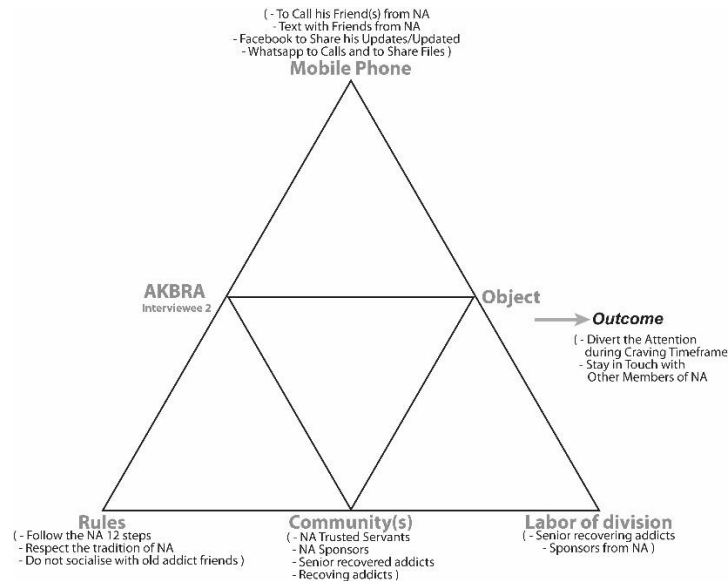 ( - To Call his Friend(s) from NA
- Text with Friends from NA
- Facebook to Share his Updates/Updated
- Whatsapp to Calls and to Share Files )
Mobile Phone
AKBRA
Interviewee 2
Object
Outcome
( - Divert the Attention
during Craving Timeframe
- Stay in Touch with
Other Members of NA )
Rules
( - Follow the NA 12 steps
- Respect the tradition of NA
- Do not socialise with old addict friends )
Community(s)
( - NA Trusted Servants
- NA Sponsors
- Senior recovered addicts
- Recoving addicts )
Labor of division
( - Senior recovering addicts
- Sponsors from NA )